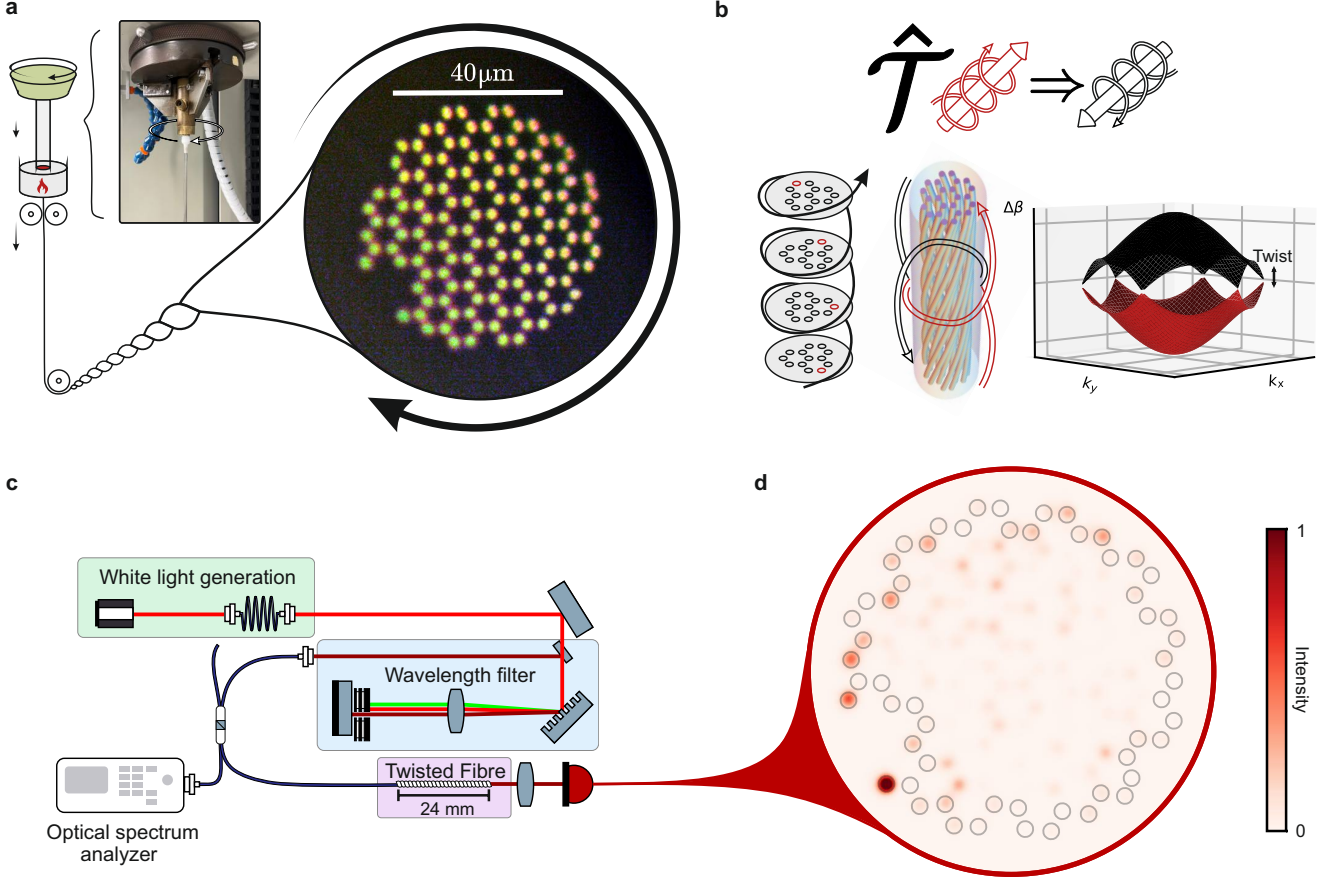 a
40μm
b
T̂
Δβ
Twist
k_y
k_x
c
White light generation
Wavelength filter
Twisted Fibre
24 mm
Optical spectrum
analyzer
d
1
Intensity
0